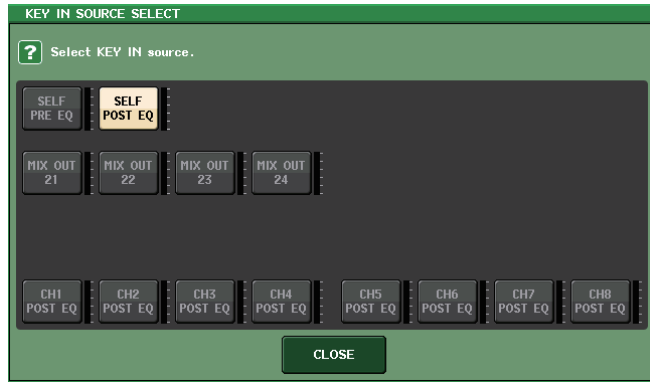 KEY IN SOURCE SELECT
? Select KEY IN source.
SELF PRE EQ
SELF POST EQ
MIX OUT 21
MIX OUT 22
MIX OUT 23
MIX OUT 24
CH1 POST EQ
CH2 POST EQ
CH3 POST EQ
CH4 POST EQ
CH5 POST EQ
CH6 POST EQ
CH7 POST EQ
CH8 POST EQ
CLOSE